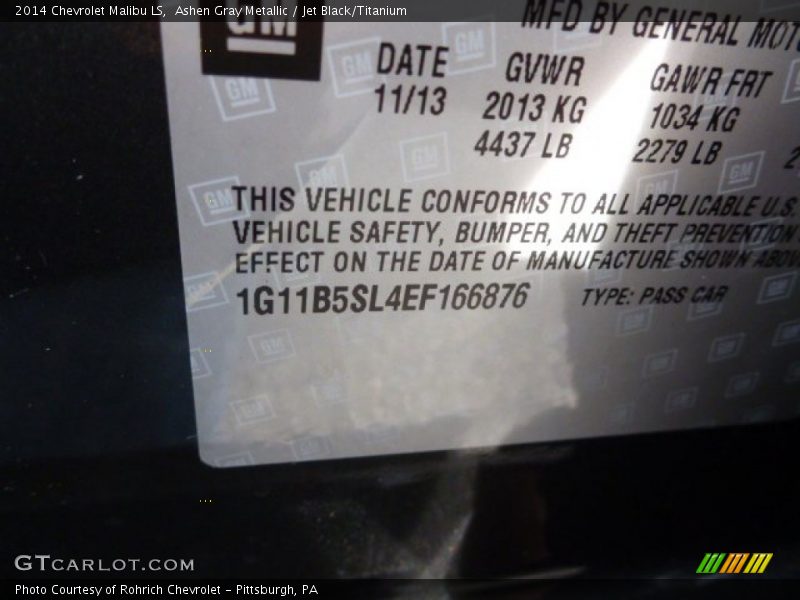 2014 Chevrolet Malibu LS, Ashen Gray Metallic / Jet Black/Titanium
GM
MFD BY GENERAL
DATE GVWR GAWR FRT
11/13 2013 KG 1034 KG
4437 LB 2279 LB
THIS VEHICLE CONFORMS TO ALL APPLICABLE U.S.
VEHICLE SAFETY, BUMPER, AND THEFT PREVENTION
EFFECT ON THE DATE OF MANUFACTURE SHOWN ABOVE
1G11B5SL4EF166876 TYPE: PASS CAR
GTCARLOT.COM
Photo Courtesy of Rohrich Chevrolet - Pittsburgh, PA